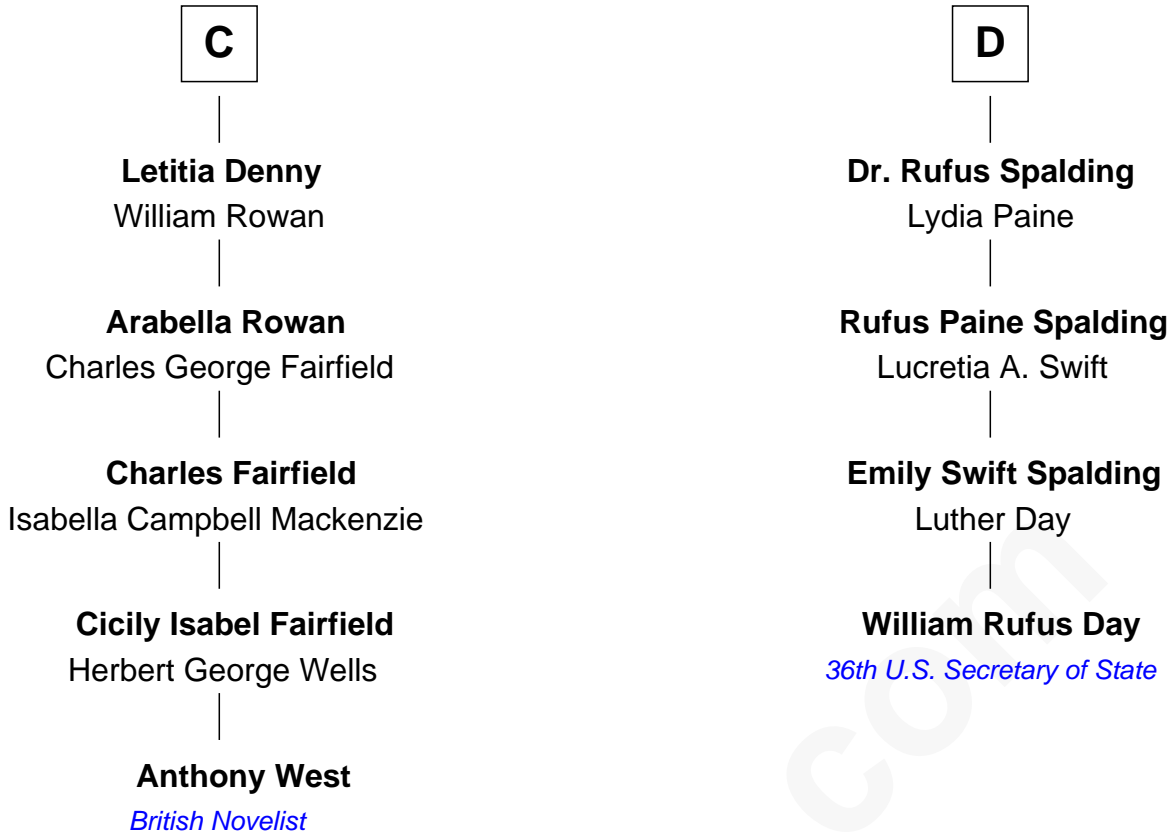 C
Letitia Denny
William Rowan
Arabella Rowan
Charles George Fairfield
Charles Fairfield
Isabella Campbell Mackenzie
Cicily Isabel Fairfield
Herbert George Wells
Anthony West
British Novelist
D
Dr. Rufus Spalding
Lydia Paine
Rufus Paine Spalding
Lucretia A. Swift
Emily Swift Spalding
Luther Day
William Rufus Day
36th U.S. Secretary of State
com